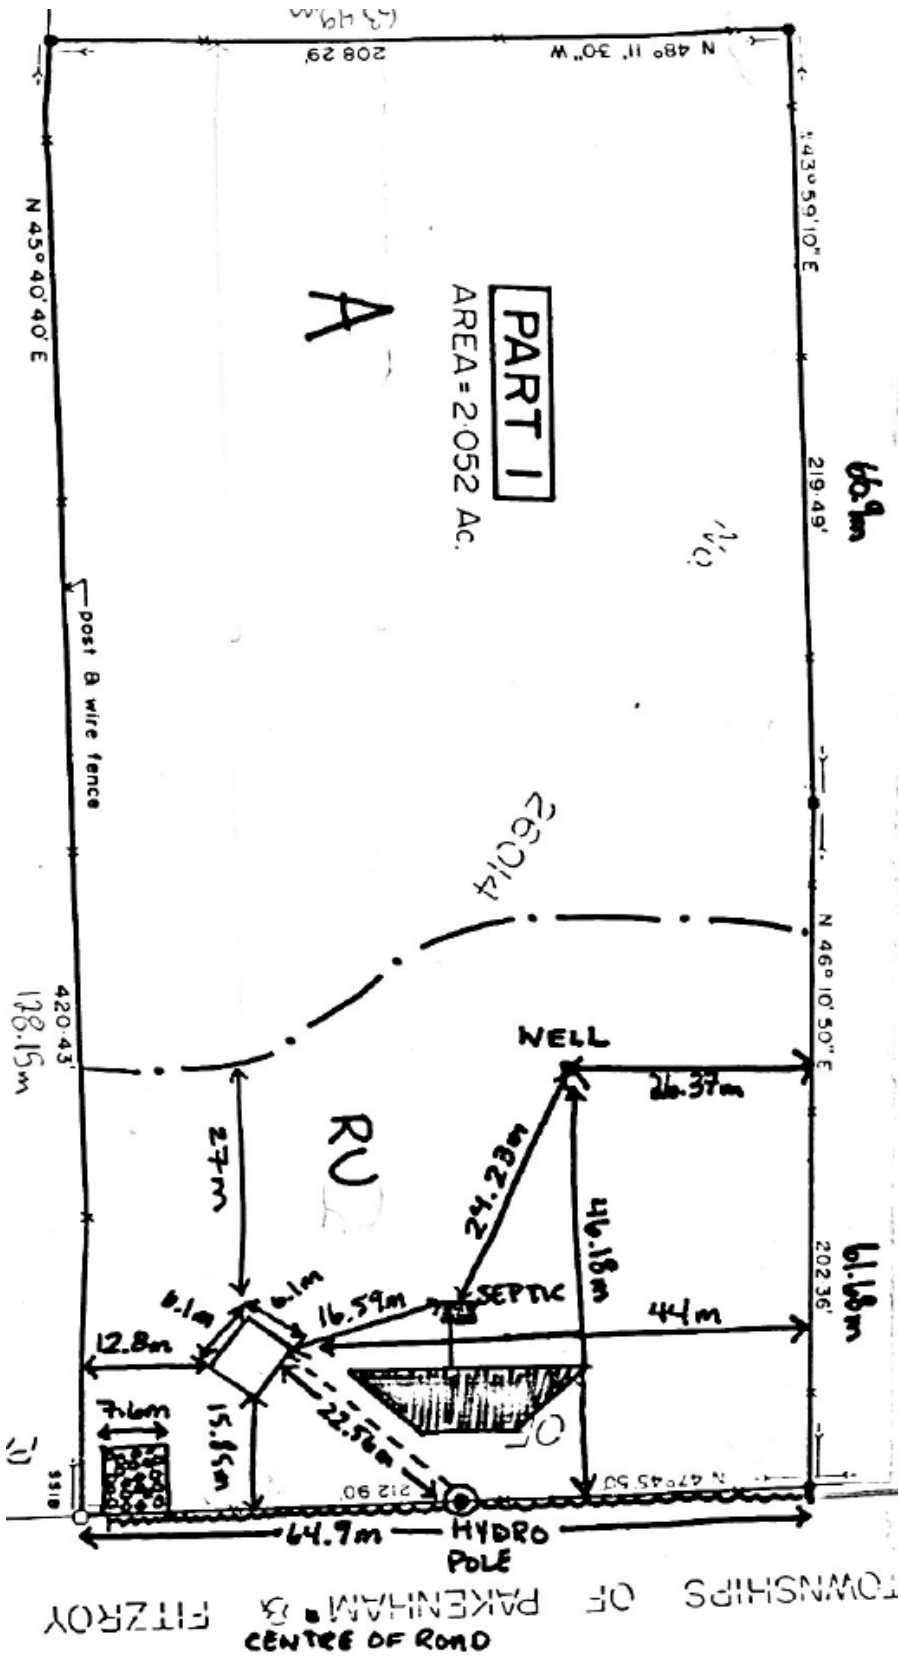 63.49m
208.29'
N 48° 11' 30" W
N 43° 59' 10" E
N 45° 40' 40" E
A
PART 1
AREA = 2.052 Ac.
219.49'
66.9m
post & wire fence
26014
N 46° 10' 50" E
420.43'
128.15m
WELL
26.37m
27m
RU
24.23m
46.18m
202.36'
61.68m
6.1m
6.1m
16.59m
SEPTIC
44m
12.8m
7.6m
15.85m
22.56m
SSIB
212.90'
N 47° 45' 50"
64.9m
HYDRO
POLE
TOWNSHIPS OF PAKENHAM & FITZROY
CENTRE OF ROAD